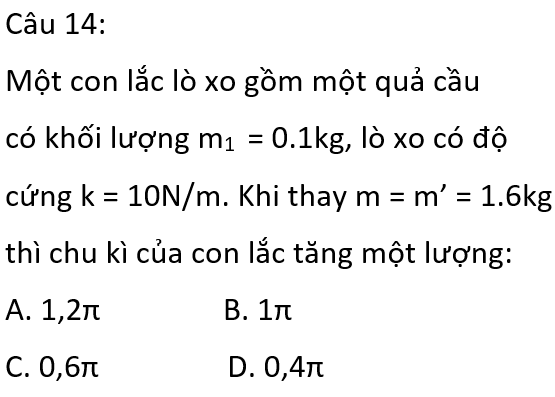 Câu 14:
Một con lắc lò xo gồm một quả cầu
có khối lượng m₁ = 0.1kg, lò xo có độ
cứng k = 10N/m. Khi thay m = m’ = 1.6kg
thì chu kì của con lắc tăng một lượng:
A. 1,2π B. 1π
C. 0,6π D. 0,4π